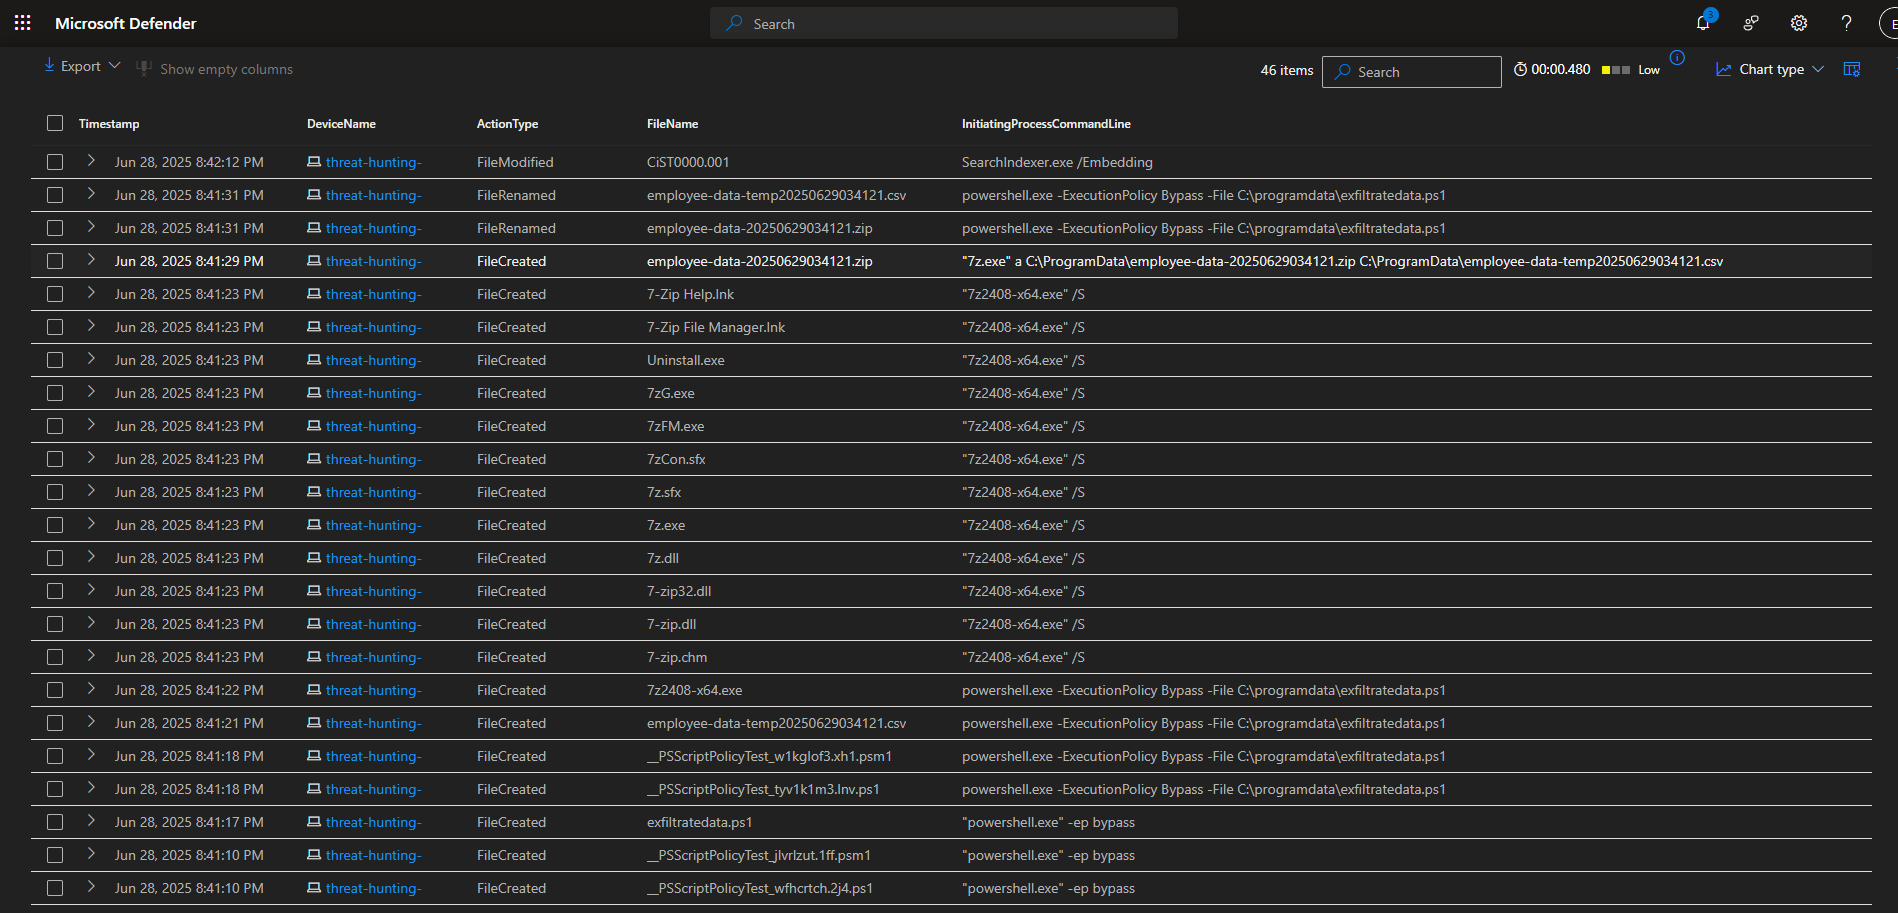 Microsoft Defender Search 3 E
Export Show empty columns 46 items Search 00:00.480 Low Chart type
Timestamp DeviceName ActionType FileName InitiatingProcessCommandLine
Jun 28, 2025 8:42:12 PM threat-hunting- FileModified CiST0000.001 SearchIndexer.exe /Embedding
Jun 28, 2025 8:41:31 PM threat-hunting- FileRenamed employee-data-temp20250629034121.csv powershell.exe -ExecutionPolicy Bypass -File C:\programdata\exfiltratedata.ps1
Jun 28, 2025 8:41:31 PM threat-hunting- FileRenamed employee-data-20250629034121.zip powershell.exe -ExecutionPolicy Bypass -File C:\programdata\exfiltratedata.ps1
Jun 28, 2025 8:41:29 PM threat-hunting- FileCreated employee-data-20250629034121.zip "7z.exe" a C:\ProgramData\employee-data-20250629034121.zip C:\ProgramData\employee-data-temp20250629034121.csv
Jun 28, 2025 8:41:23 PM threat-hunting- FileCreated 7-Zip Help.lnk "7z2408-x64.exe" /S
Jun 28, 2025 8:41:23 PM threat-hunting- FileCreated 7-Zip File Manager.lnk "7z2408-x64.exe" /S
Jun 28, 2025 8:41:23 PM threat-hunting- FileCreated Uninstall.exe "7z2408-x64.exe" /S
Jun 28, 2025 8:41:23 PM threat-hunting- FileCreated 7zG.exe "7z2408-x64.exe" /S
Jun 28, 2025 8:41:23 PM threat-hunting- FileCreated 7zFM.exe "7z2408-x64.exe" /S
Jun 28, 2025 8:41:23 PM threat-hunting- FileCreated 7zCon.sfx "7z2408-x64.exe" /S
Jun 28, 2025 8:41:23 PM threat-hunting- FileCreated 7z.sfx "7z2408-x64.exe" /S
Jun 28, 2025 8:41:23 PM threat-hunting- FileCreated 7z.exe "7z2408-x64.exe" /S
Jun 28, 2025 8:41:23 PM threat-hunting- FileCreated 7z.dll "7z2408-x64.exe" /S
Jun 28, 2025 8:41:23 PM threat-hunting- FileCreated 7-zip32.dll "7z2408-x64.exe" /S
Jun 28, 2025 8:41:23 PM threat-hunting- FileCreated 7-zip.dll "7z2408-x64.exe" /S
Jun 28, 2025 8:41:23 PM threat-hunting- FileCreated 7-zip.chm "7z2408-x64.exe" /S
Jun 28, 2025 8:41:22 PM threat-hunting- FileCreated 7z2408-x64.exe powershell.exe -ExecutionPolicy Bypass -File C:\programdata\exfiltratedata.ps1
Jun 28, 2025 8:41:21 PM threat-hunting- FileCreated employee-data-temp20250629034121.csv powershell.exe -ExecutionPolicy Bypass -File C:\programdata\exfiltratedata.ps1
Jun 28, 2025 8:41:18 PM threat-hunting- FileCreated __PSScriptPolicyTest_w1kglof3.xh1.psm1 powershell.exe -ExecutionPolicy Bypass -File C:\programdata\exfiltratedata.ps1
Jun 28, 2025 8:41:18 PM threat-hunting- FileCreated __PSScriptPolicyTest_tyv1k1m3.lnv.ps1 powershell.exe -ExecutionPolicy Bypass -File C:\programdata\exfiltratedata.ps1
Jun 28, 2025 8:41:17 PM threat-hunting- FileCreated exfiltratedata.ps1 "powershell.exe" -ep bypass
Jun 28, 2025 8:41:10 PM threat-hunting- FileCreated __PSScriptPolicyTest_jlvrlzut.1ff.psm1 "powershell.exe" -ep bypass
Jun 28, 2025 8:41:10 PM threat-hunting- FileCreated __PSScriptPolicyTest_wfhcrtch.2j4.ps1 "powershell.exe" -ep bypass